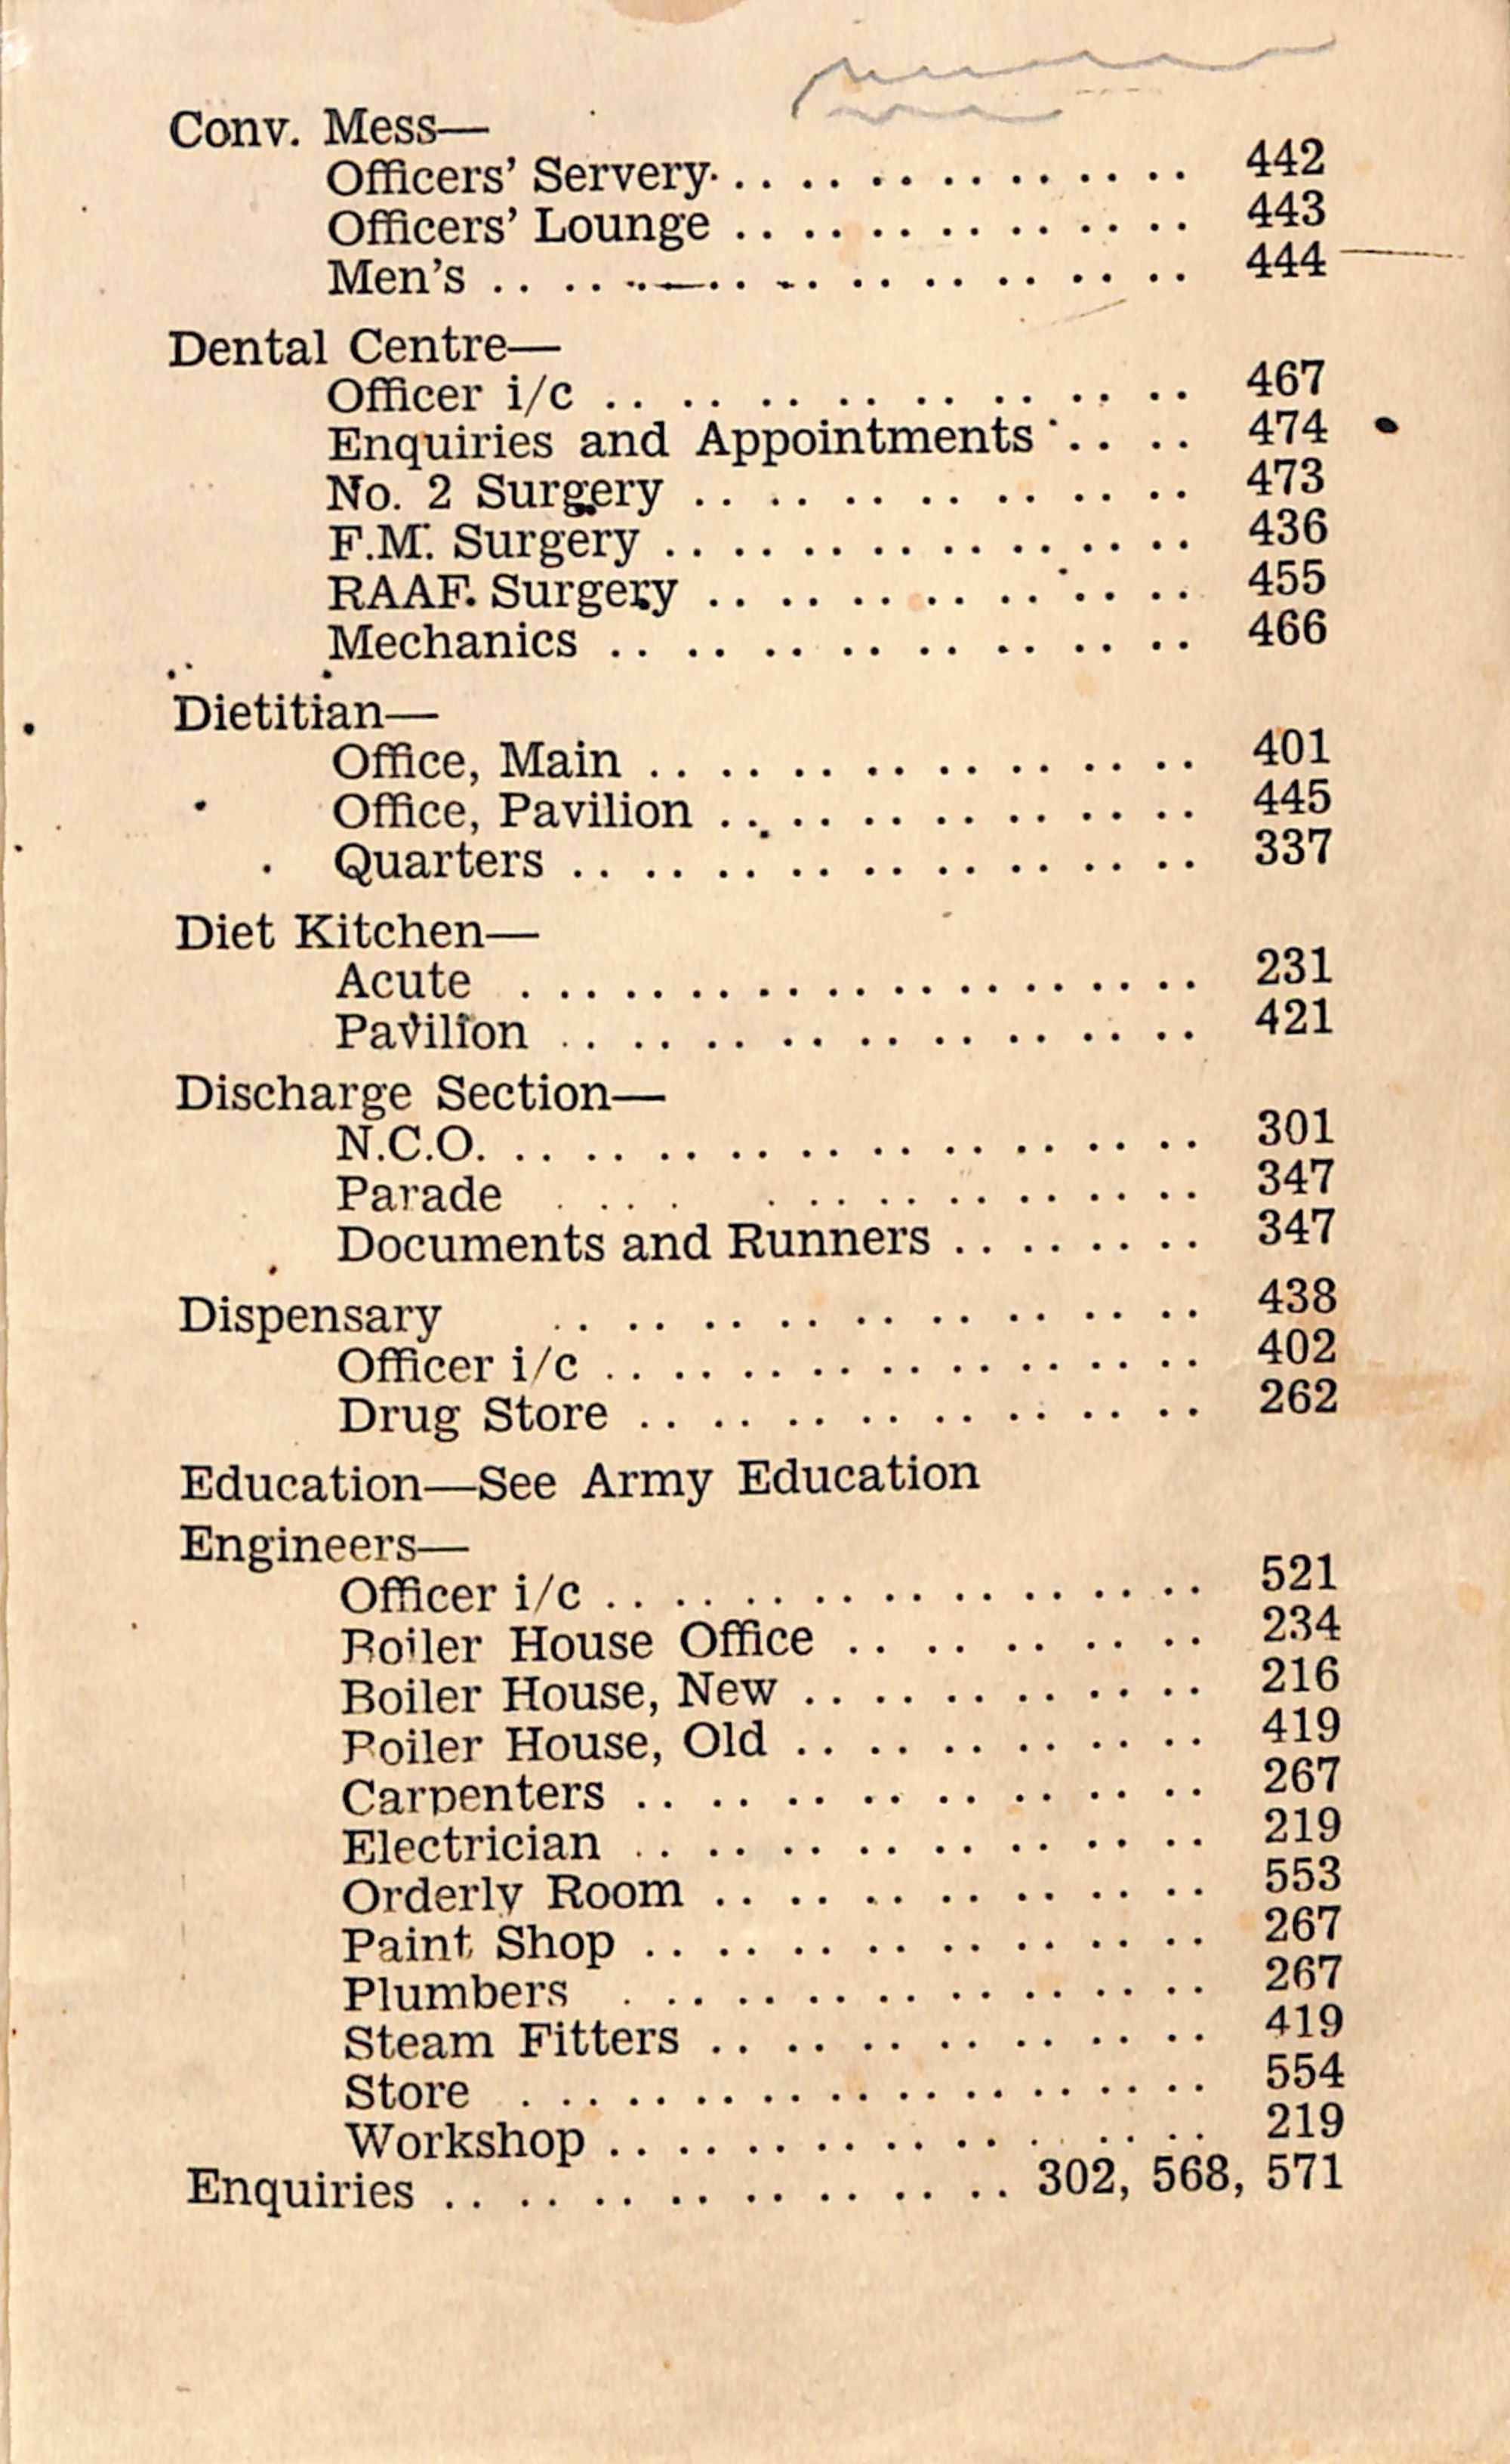 Conv. Mess—
Officers' Servery. . . . . . . . . . . . . . . 442
Officers' Lounge . . . . . . . . . . . . . . 443
Men's . . . . . . . . . . . . . . . . . . 444
Dental Centre—
Officer i/c . . . . . . . . . . . . . . . . 467
Enquiries and Appointments . . . . 474
No. 2 Surgery . . . . . . . . . . . . . . 473
F.M. Surgery . . . . . . . . . . . . . . . . 436
RAAF. Surgery . . . . . . . . . . . . . . 455
Mechanics . . . . . . . . . . . . . . . . 466
Dietitian—
Office, Main . . . . . . . . . . . . . . . . 401
Office, Pavilion . . . . . . . . . . . . . . 445
Quarters . . . . . . . . . . . . . . . . . . 337
Diet Kitchen—
Acute . . . . . . . . . . . . . . . . . . . . 231
Pavilion . . . . . . . . . . . . . . . . . . 421
Discharge Section—
N.C.O. . . . . . . . . . . . . . . . . . . . 301
Parade . . . . . . . . . . . . . . . . 347
Documents and Runners . . . . . . . . 347
Dispensary . . . . . . . . . . . . . . . . . . 438
Officer i/c . . . . . . . . . . . . . . . . . . 402
Drug Store . . . . . . . . . . . . . . . . 262
Education—See Army Education
Engineers—
Officer i/c . . . . . . . . . . . . . . . . . . 521
Boiler House Office . . . . . . . . . . 234
Boiler House, New . . . . . . . . . . . . 216
Boiler House, Old . . . . . . . . . . . . 419
Carpenters . . . . . . . . . . . . . . . . 267
Electrician . . . . . . . . . . . . . . . . 219
Orderly Room . . . . . . . . . . . . . . 553
Paint Shop . . . . . . . . . . . . . . . . 267
Plumbers . . . . . . . . . . . . . . . . . 267
Steam Fitters . . . . . . . . . . . . . . 419
Store . . . . . . . . . . . . . . . . . . . . 554
Workshop . . . . . . . . . . . . . . . . . . 219
Enquiries . . . . . . . . . . . . . . . . 302, 568, 571